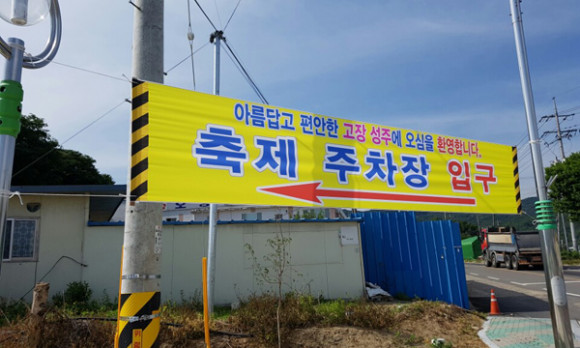 아름답고 편안한 고장 성주에 오심을 환영합니다.
축제 주차장 입구